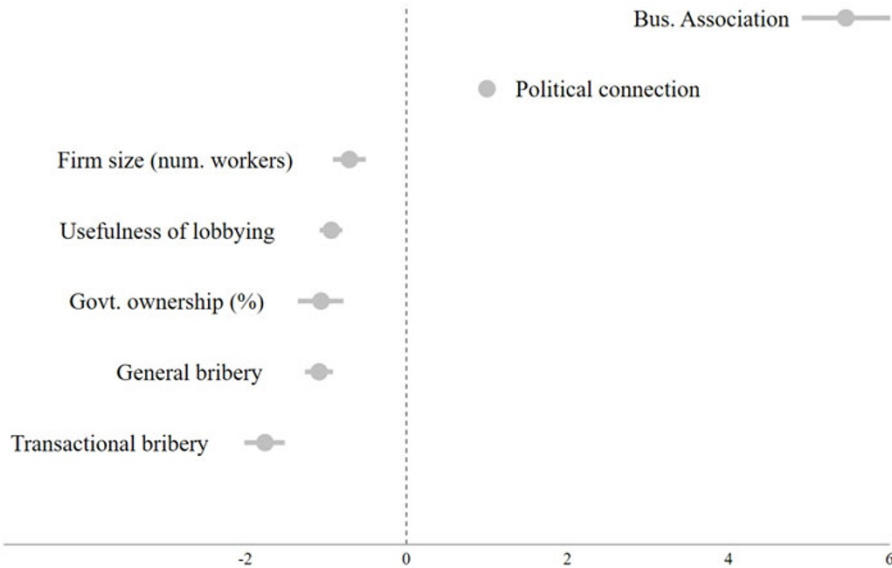 Bus. Association
Political connection
Firm size (num. workers)
Usefulness of lobbying
Govt. ownership (%)
General bribery
Transactional bribery
-2 0 2 4 6